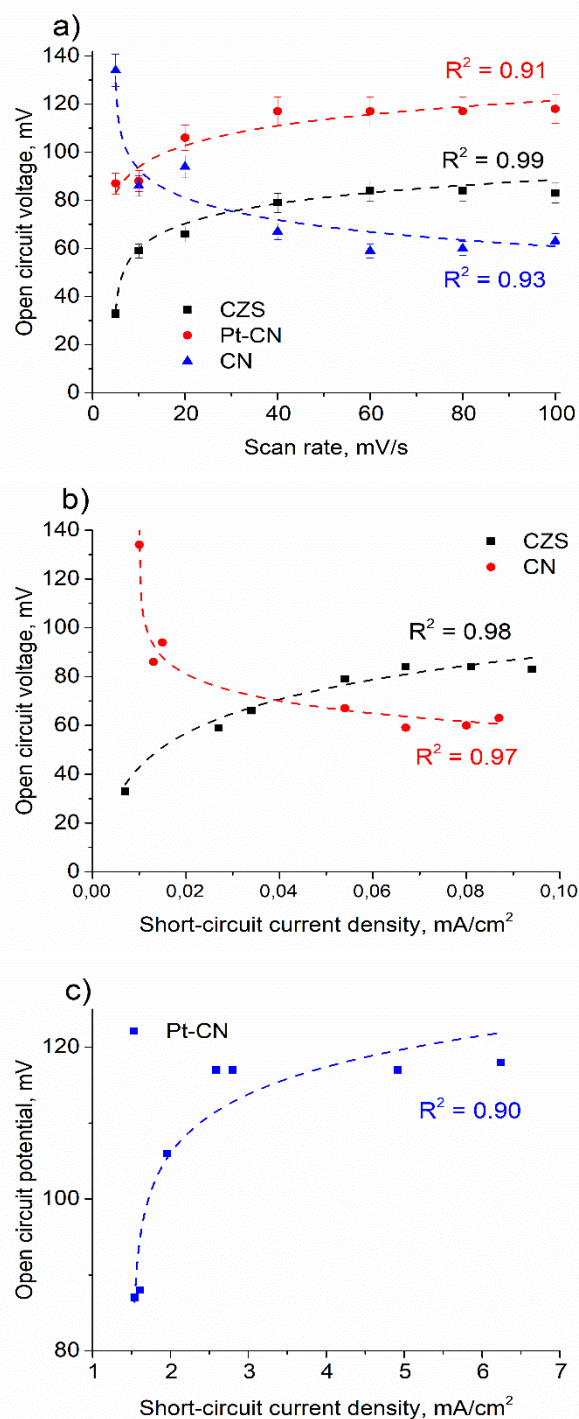 a)
140
120
100
80
60
40
20
0
Open circuit voltage, mV
R² = 0.91
R² = 0.99
R² = 0.93
CZS
Pt-CN
CN
0 20 40 60 80 100
Scan rate, mV/s
b)
140
120
100
80
60
40
20
0
Open circuit voltage, mV
CZS
CN
R² = 0.98
R² = 0.97
0,00 0,02 0,04 0,06 0,08 0,10
Short-circuit current density, mA/cm²
c)
Pt-CN
120
100
80
Open circuit potential, mV
R² = 0.90
1 2 3 4 5 6 7
Short-circuit current density, mA/cm²